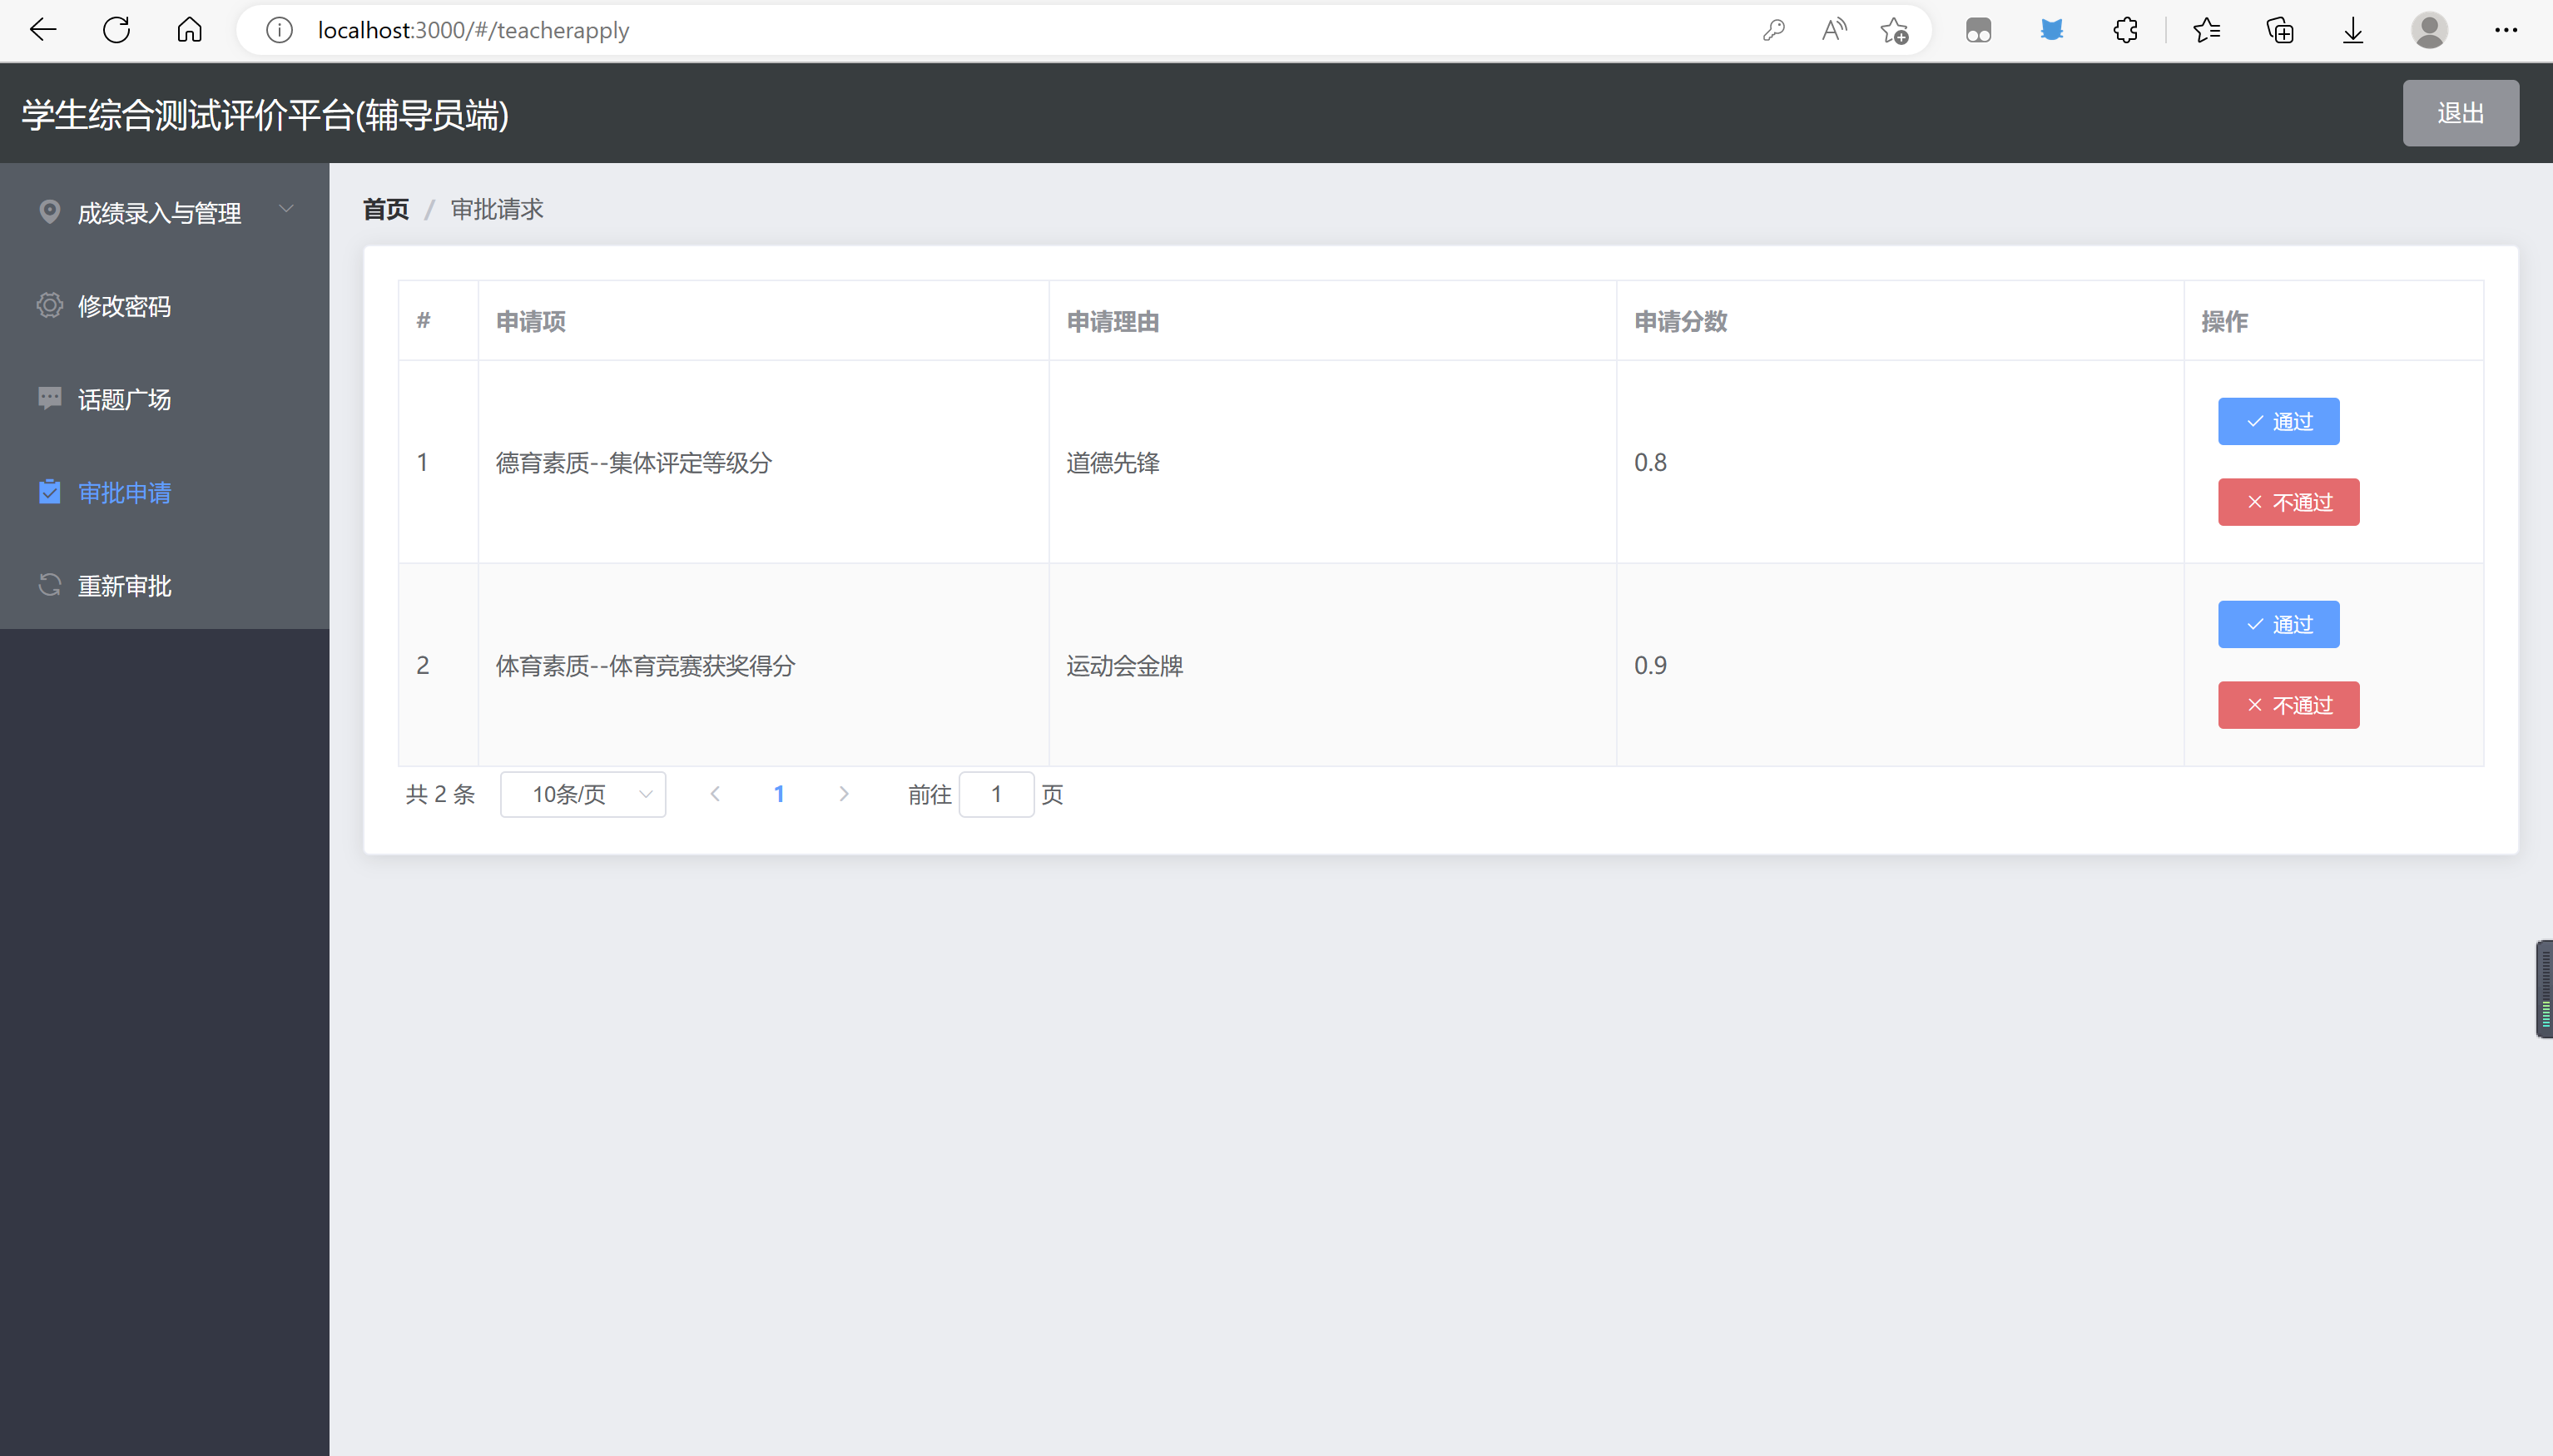 localhost:3000/#/teacherapply
学生综合测试评价平台(辅导员端)
退出
成绩录入与管理
修改密码
话题广场
审批申请
重新审批
首页 / 审批请求
# 申请项 申请理由 申请分数 操作
1 德育素质--集体评定等级分 道德先锋 0.8
通过
不通过
2 体育素质--体育竞赛获奖得分 运动会金牌 0.9
通过
不通过
共 2 条 10条/页 1 前往 1 页